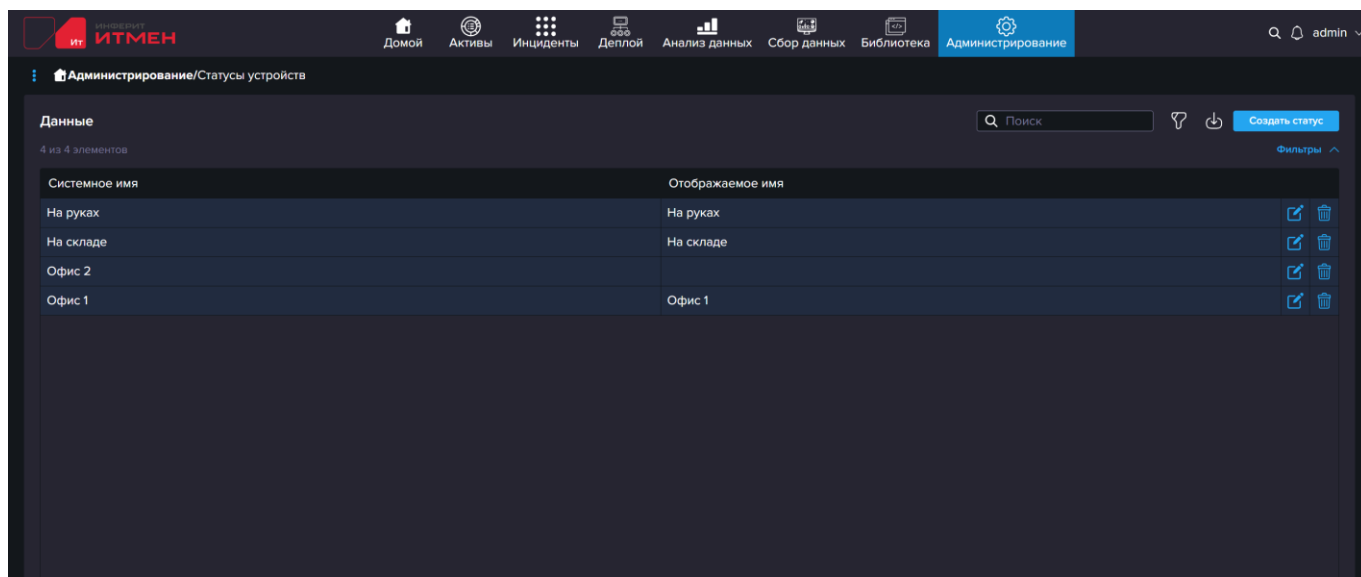 ИНФЕРИТ
ИТМЕН
Ит
Домой Активы Инциденты Деплой Анализ данных Сбор данных Библиотека Администрирование admin
Администрирование/Статусы устройств
Данные Поиск Создать статус
4 из 4 элементов Фильтры
Системное имя Отображаемое имя
На руках На руках
На складе На складе
Офис 2
Офис 1 Офис 1